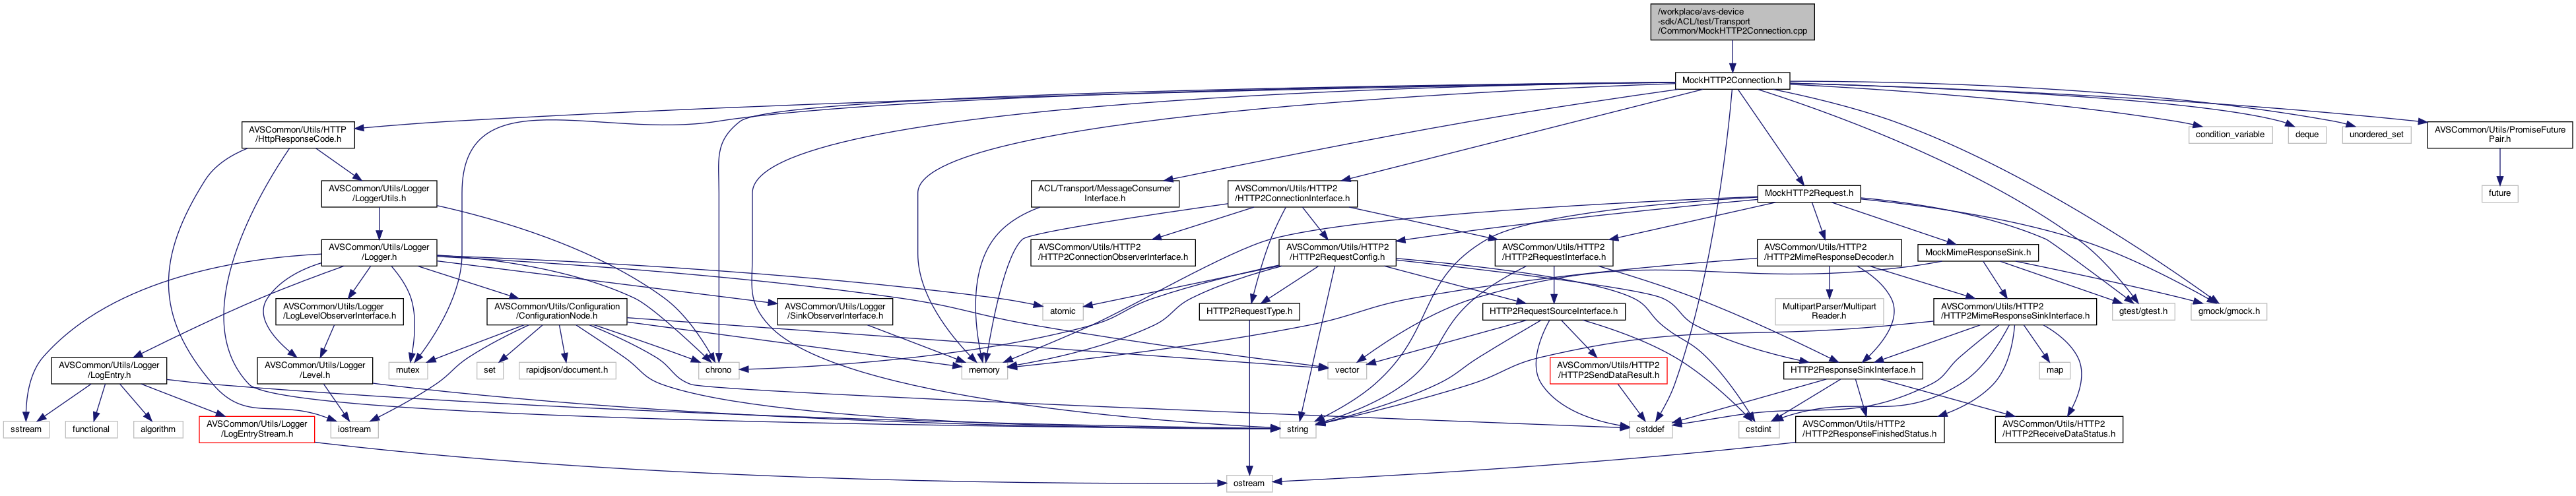 /workplace/avs-device
-sdk/ACL/test/Transport
/Common/MockHTTP2Connection.cpp
MockHTTP2Connection.h
AVSCommon/Utils/HTTP
/HttpResponseCode.h
condition_variable
deque
unordered_set
AVSCommon/Utils/PromiseFuture
Pair.h
AVSCommon/Utils/Logger
/LoggerUtils.h
ACL/Transport/MessageConsumer
Interface.h
AVSCommon/Utils/HTTP2
/HTTP2ConnectionInterface.h
MockHTTP2Request.h
future
AVSCommon/Utils/Logger
/Logger.h
AVSCommon/Utils/HTTP2
/HTTP2ConnectionObserverInterface.h
AVSCommon/Utils/HTTP2
/HTTP2RequestConfig.h
AVSCommon/Utils/HTTP2
/HTTP2RequestInterface.h
AVSCommon/Utils/HTTP2
/HTTP2MimeResponseDecoder.h
MockMimeResponseSink.h
AVSCommon/Utils/Logger
/LogLevelObserverInterface.h
AVSCommon/Utils/Configuration
/ConfigurationNode.h
AVSCommon/Utils/Logger
/SinkObserverInterface.h
atomic
HTTP2RequestType.h
HTTP2RequestSourceInterface.h
MultipartParser/Multipart
Reader.h
AVSCommon/Utils/HTTP2
/HTTP2MimeResponseSinkInterface.h
gtest/gtest.h
gmock/gmock.h
AVSCommon/Utils/Logger
/LogEntry.h
AVSCommon/Utils/Logger
/Level.h
mutex
set
rapidjson/document.h
chrono
memory
vector
AVSCommon/Utils/HTTP2
/HTTP2SendDataResult.h
HTTP2ResponseSinkInterface.h
map
sstream
functional
algorithm
AVSCommon/Utils/Logger
/LogEntryStream.h
iostream
string
cstddef
cstdint
AVSCommon/Utils/HTTP2
/HTTP2ResponseFinishedStatus.h
AVSCommon/Utils/HTTP2
/HTTP2ReceiveDataStatus.h
ostream